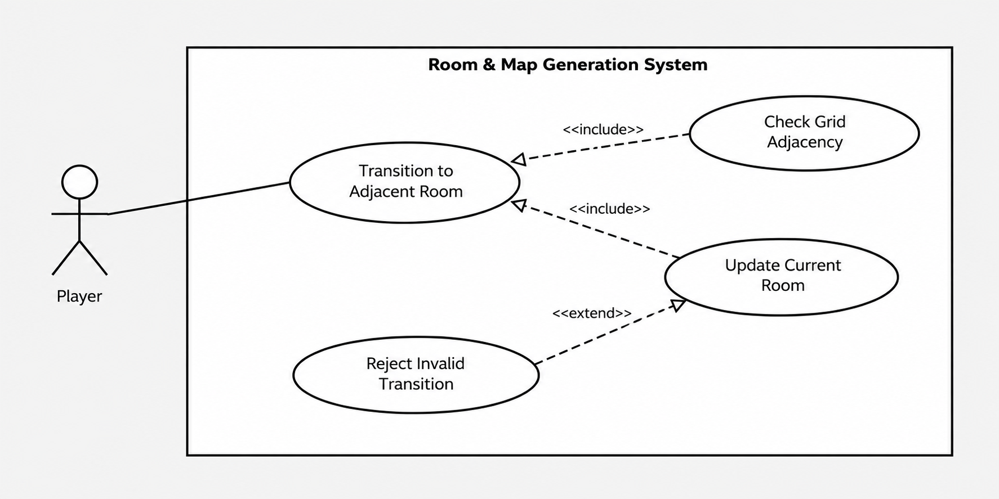 Room & Map Generation System
<<include>>
Check Grid
Adjacency
Transition to
Adjacent Room
<<include>>
Update Current
Room
Player
<<extend>>
Reject Invalid
Transition